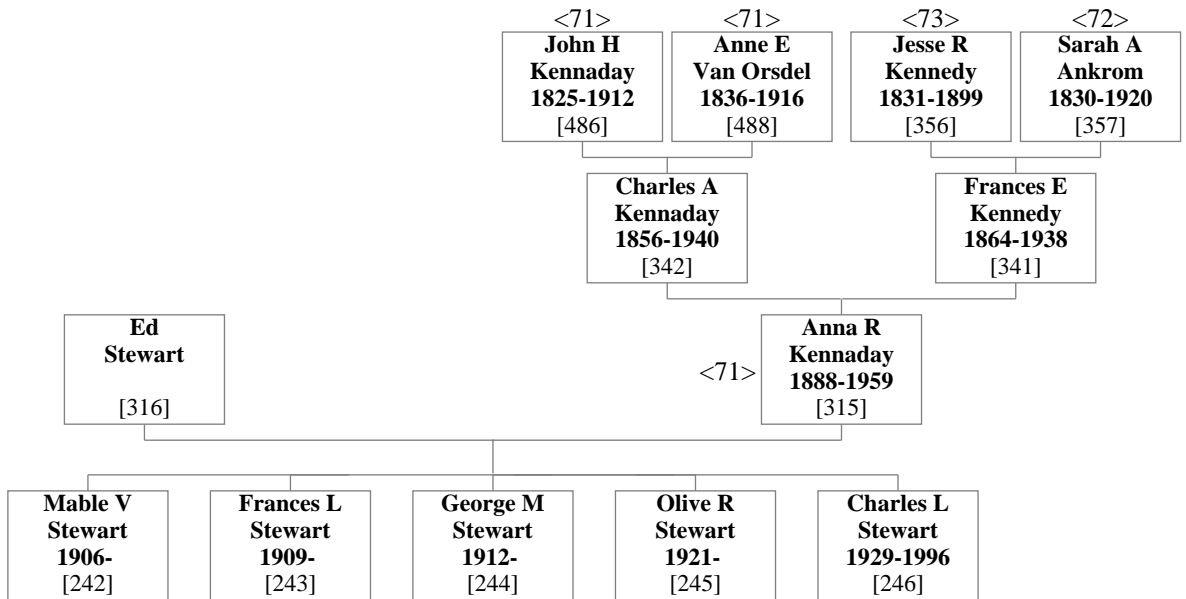 <71>
<71>
<73>
<72>
John H
Kennaday
1825-1912
[486]
Anne E
Van Orsdel
1836-1916
[488]
Jesse R
Kennedy
1831-1899
[356]
Sarah A
Ankrom
1830-1920
[357]
Charles A
Kennaday
1856-1940
[342]
Frances E
Kennedy
1864-1938
[341]
Ed
Stewart
[316]
<71>
Anna R
Kennaday
1888-1959
[315]
Mable V
Stewart
1906-
[242]
Frances L
Stewart
1909-
[243]
George M
Stewart
1912-
[244]
Olive R
Stewart
1921-
[245]
Charles L
Stewart
1929-1996
[246]